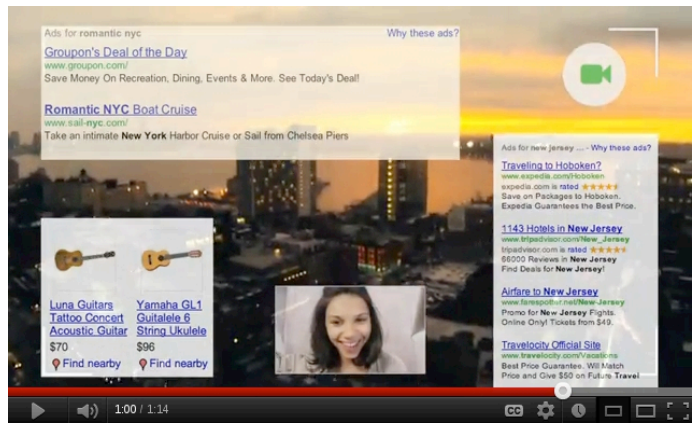 Ads for romantic nyc
Why these ads?
Groupon's Deal of the Day
www.groupon.com/
Save Money On Recreation, Dining, Events & More. See Today's Deal!
Romantic NYC Boat Cruise
www.sail-nyc.com/
Take an intimate New York Harbor Cruise or Sail from Chelsea Piers
Ads for new jersey ... - Why these ads?
Traveling to Hoboken?
www.expedia.com/Hoboken
expedia.com is rated
Save on Packages to Hoboken.
Expedia Guarantees the Best Price.
1143 Hotels in New Jersey
www.tripadvisor.com/New_Jersey
tripadvisor.com is rated
66000 Reviews in New Jersey
Find Deals for New Jersey!
Airfare to New Jersey
www.farespotter.net/New-Jersey
Promo for New Jersey Flights.
Online Only! Tickets from $49.
Travelocity Official Site
www.travelocity.com/Vacations
Best Price Guarantee. Will Match
Price and Give $50 on Future Travel
Luna Guitars
Tattoo Concert
Acoustic Guitar
$70
Find nearby
Yamaha GL1
Guitalele 6
String Ukulele
$96
Find nearby
1:00 / 1:14
CC